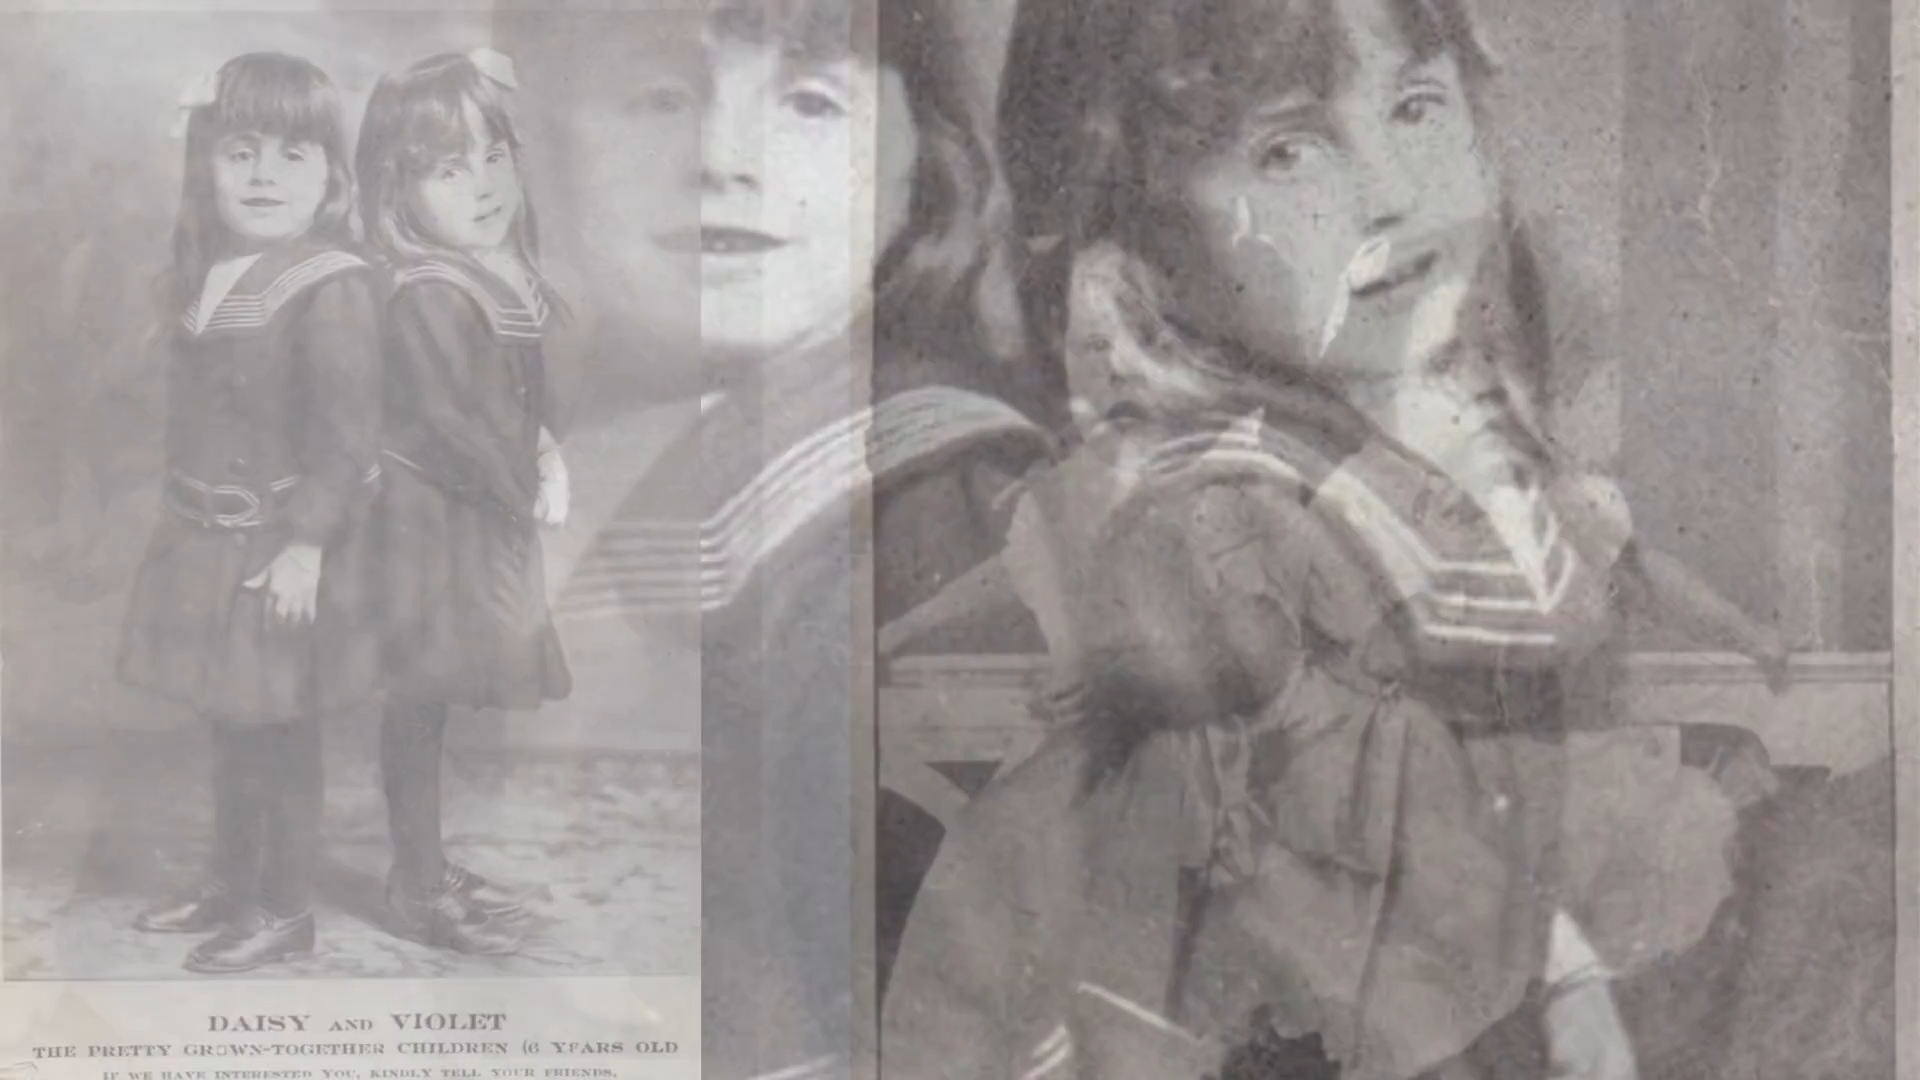 DAISY AND VIOLET
THE PRETTY GROWN-TOGETHER CHILDREN (6 YEARS OLD
IF WE HAVE INTERESTED YOU, KINDLY TELL YOUR FRIENDS.